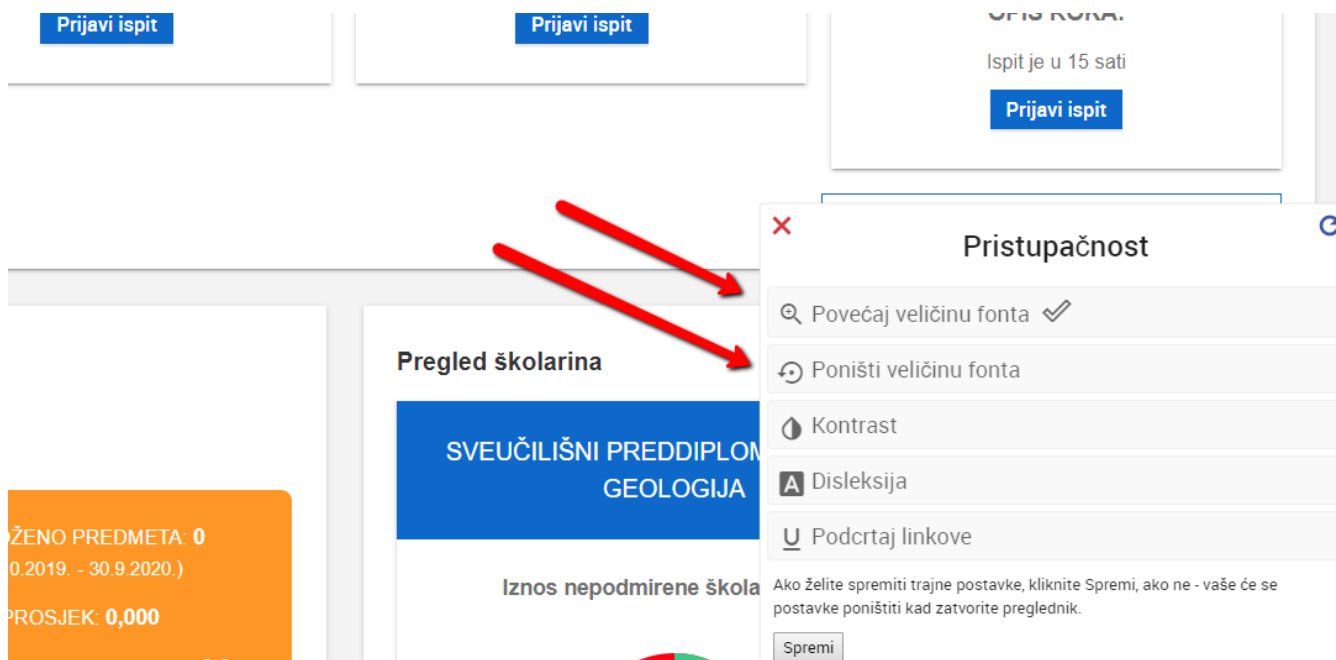 Prijavi ispit
Prijavi ispit
OPIS ROKA:
Ispit je u 15 sati
Prijavi ispit
Pristupačnost
Povećaj veličinu fonta
Poništi veličinu fonta
Kontrast
A Disleksija
U Podcrtaj linkove
Ako želite spremiti trajne postavke, kliknite Spremi, ako ne - vaše će se
postavke poništiti kad zatvorite preglednik.
Spremi
Pregled školarina
SVEUČILIŠNI PREDDIPLOM
GEOLOGIJA
Iznos nepodmirene škola
OŽENO PREDMETA: 0
0.2019. - 30.9.2020.)
PROSJEK: 0,000